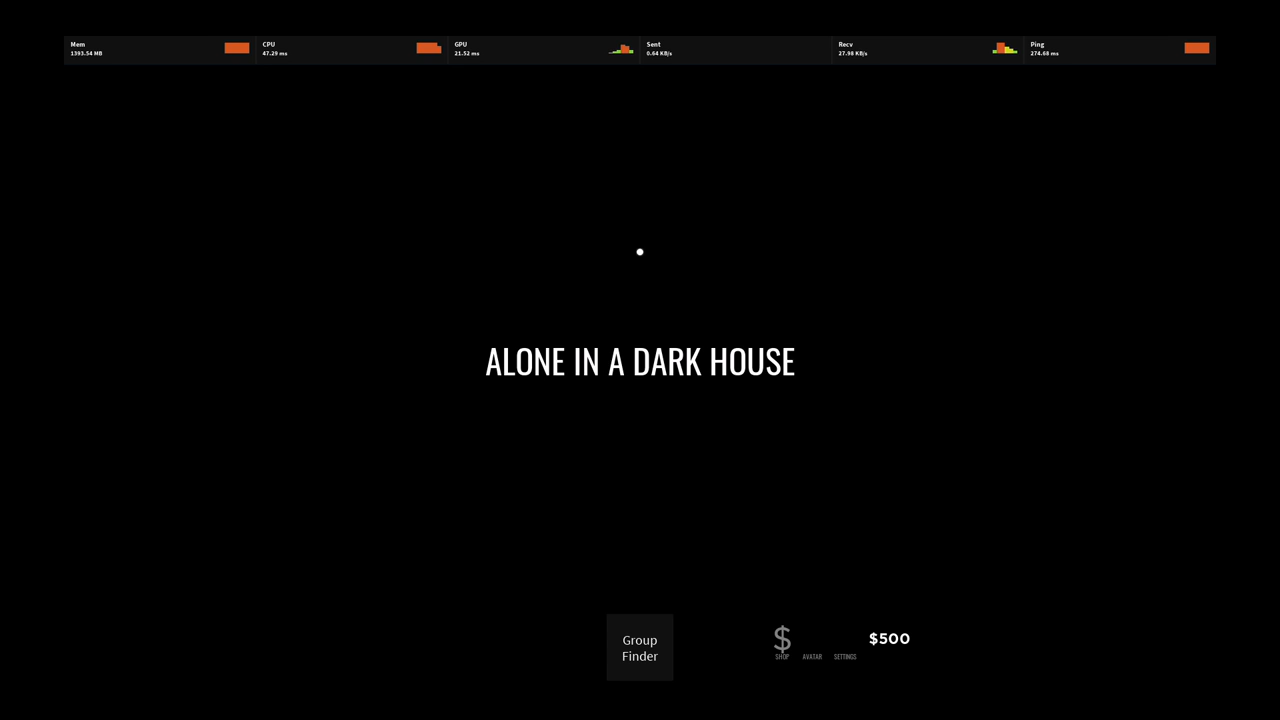 Mem
1393.54 MB
CPU
47.29 ms
GPU
21.52 ms
Sent
0.64 KB/s
Recv
27.98 KB/s
Ping
274.68 ms
ALONE IN A DARK HOUSE
Group
Finder
$
SHOP
AVATAR
SETTINGS
$500